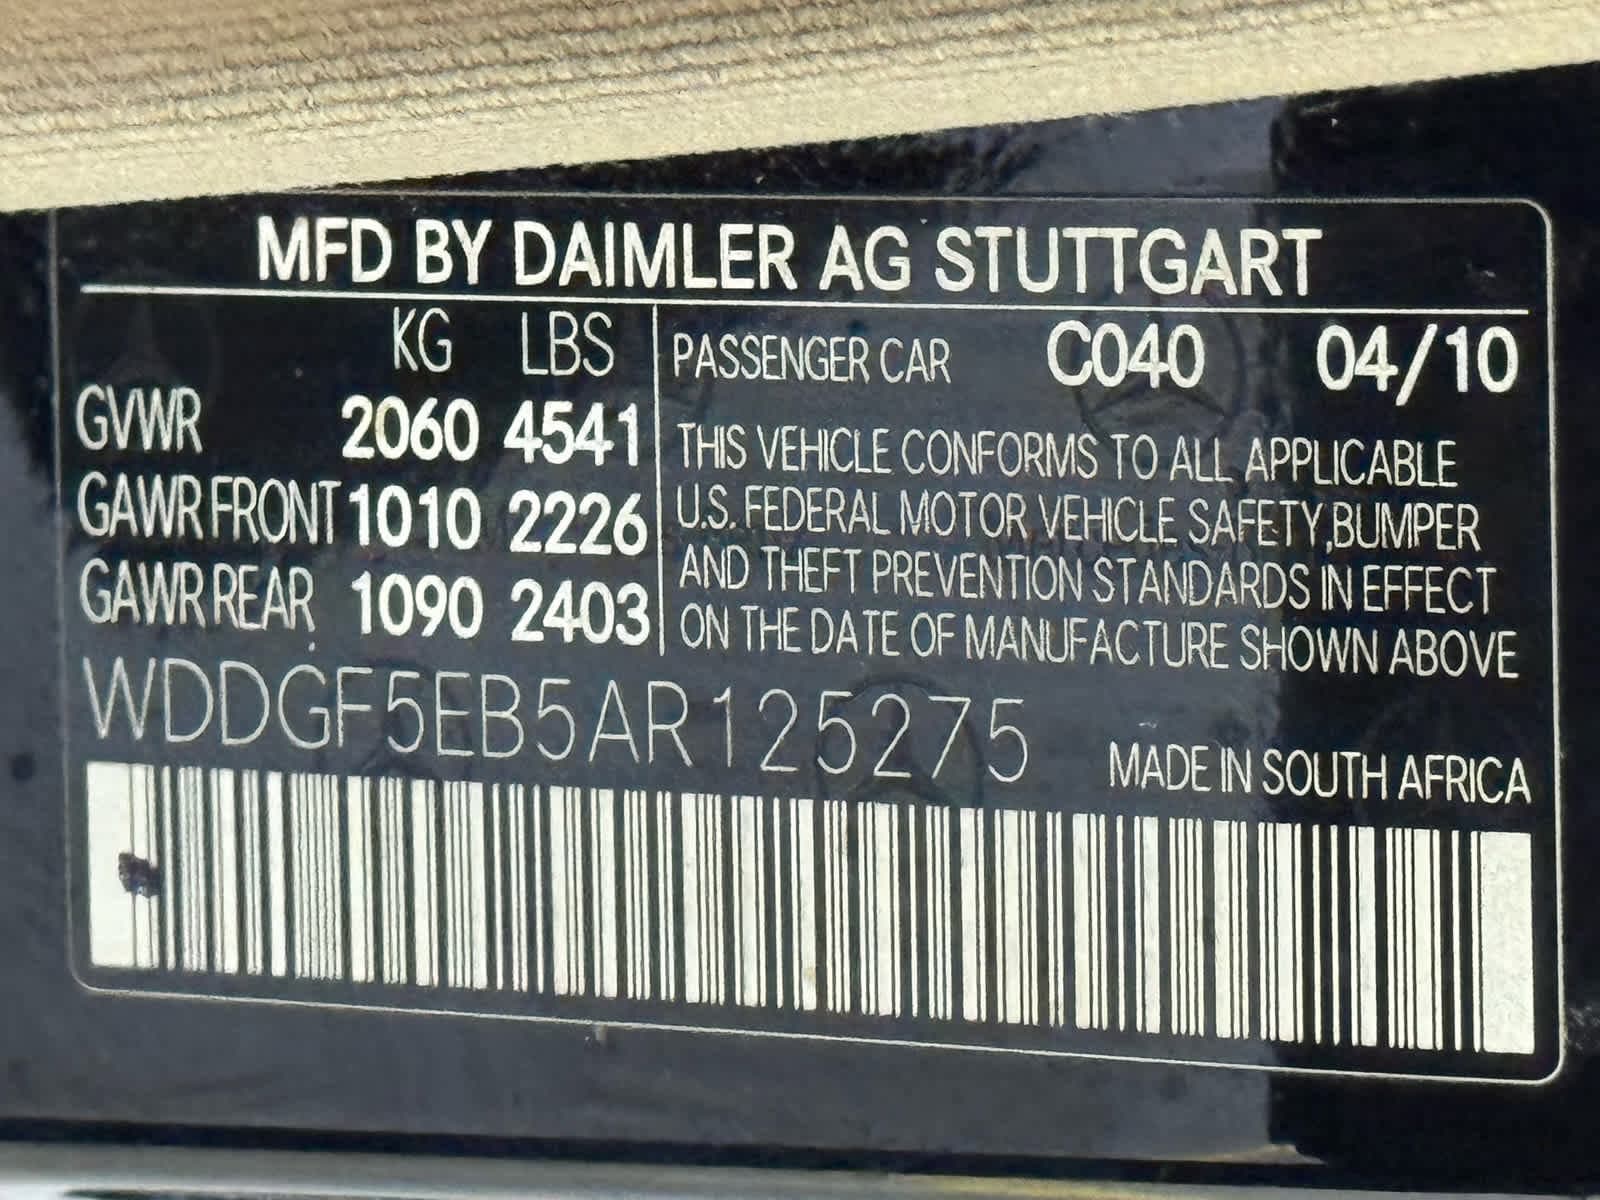 MFD BY DAIMLER AG STUTTGART
KG LBS
GVWR 2060 4541
GAWR FRONT 1010 2226
GAWR REAR 1090 2403
PASSENGER CAR C040 04/10
THIS VEHICLE CONFORMS TO ALL APPLICABLE
U.S. FEDERAL MOTOR VEHICLE SAFETY,BUMPER
AND THEFT PREVENTION STANDARDS IN EFFECT
ON THE DATE OF MANUFACTURE SHOWN ABOVE
WDDGF5EB5AR125275
MADE IN SOUTH AFRICA